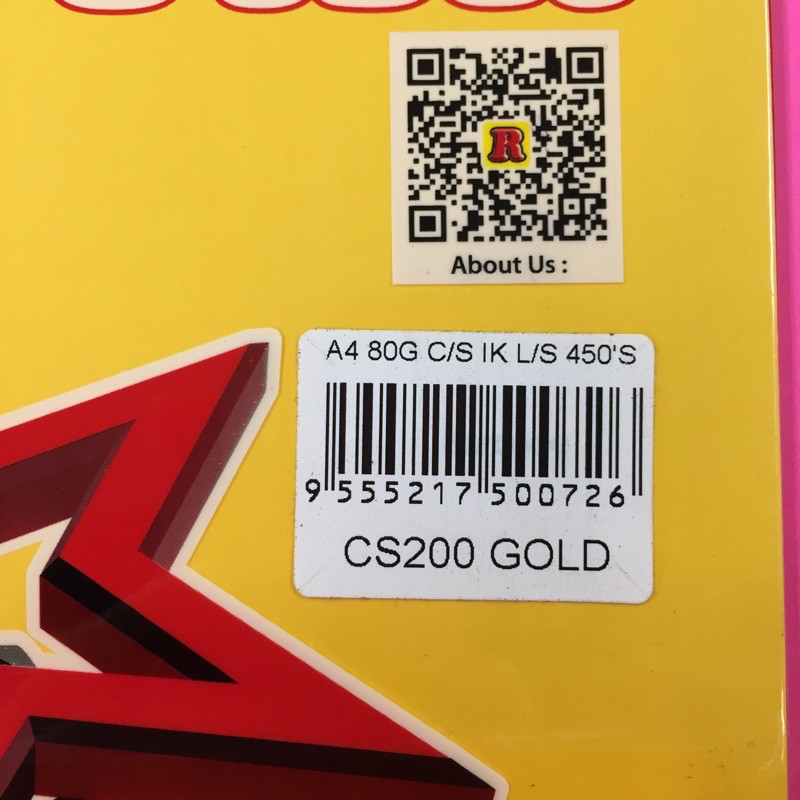 R
About Us :
A4 80G C/S IK L/S 450'S
9 555217 500726
CS200 GOLD